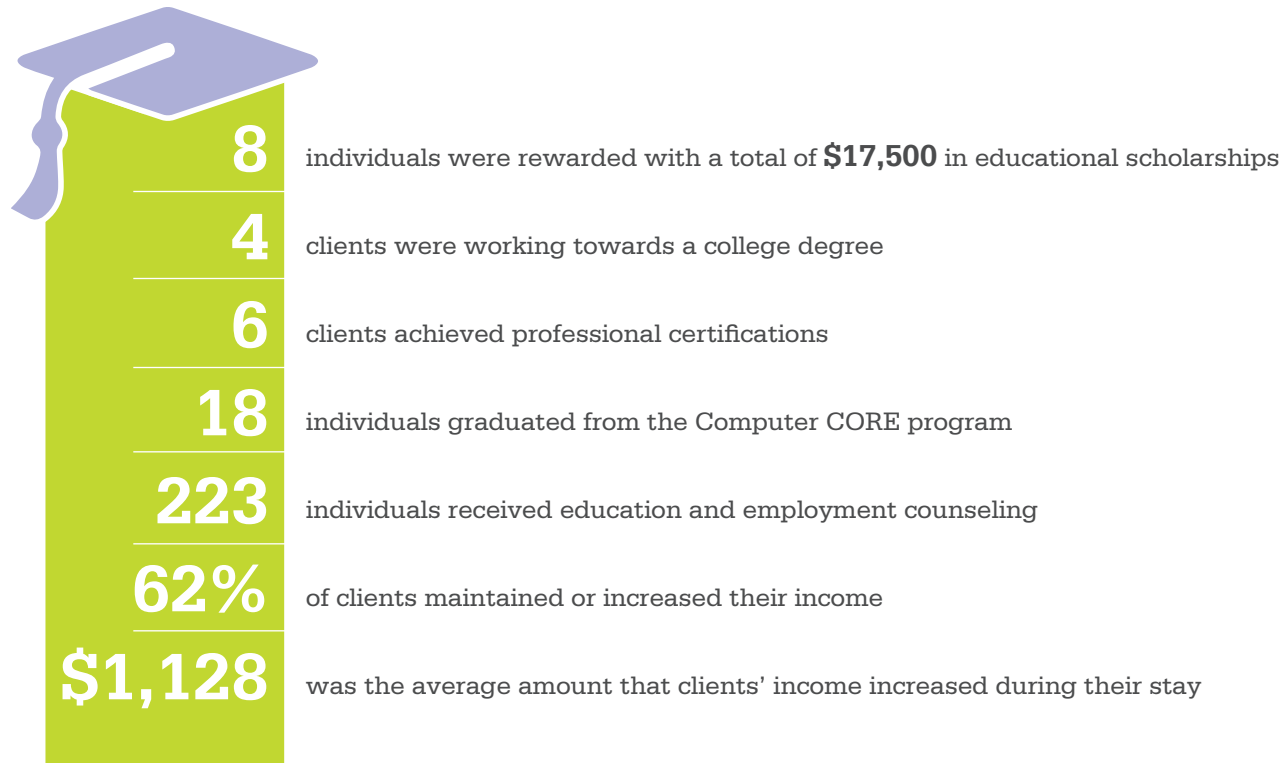 8 individuals were rewarded with a total of $17,500 in educational scholarships
4 clients were working towards a college degree
6 clients achieved professional certifications
18 individuals graduated from the Computer CORE program
223 individuals received education and employment counseling
62% of clients maintained or increased their income
$1,128 was the average amount that clients’ income increased during their stay